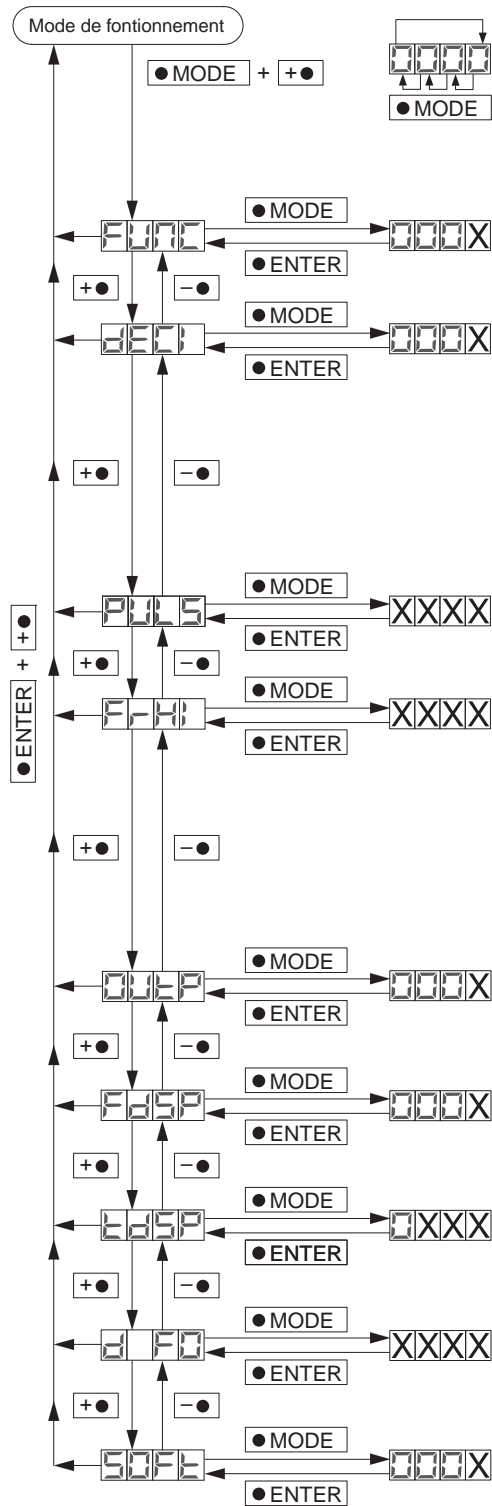 Mode de fontionnement
●MODE + +●
0000
●MODE
●MODE
FUNC 000X
●ENTER
+● −●
●MODE
dECI 000X
●ENTER
+● −●
●MODE
PULS XXXX
●ENTER
+● −●
●MODE
FrHI XXXX
●ENTER
●ENTER + +●
+● −●
●MODE
OUtP 000X
●ENTER
+● −●
●MODE
FdSP 000X
●ENTER
+● −●
●MODE
tdSP 0XXX
●ENTER
+● −●
●MODE
d FO XXXX
●ENTER
+● −●
●MODE
SOFt 000X
●ENTER